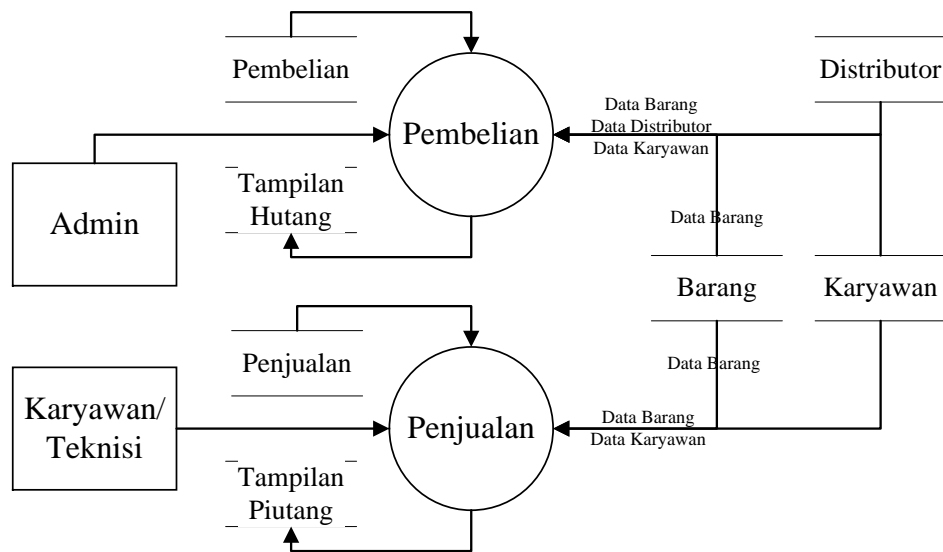 Pembelian
Distributor
Pembelian
Data Barang
Data Distributor
Data Karyawan
Admin
Tampilan
Hutang
Data Barang
Barang
Karyawan
Penjualan
Data Barang
Karyawan/
Teknisi
Penjualan
Data Barang
Data Karyawan
Tampilan
Piutang